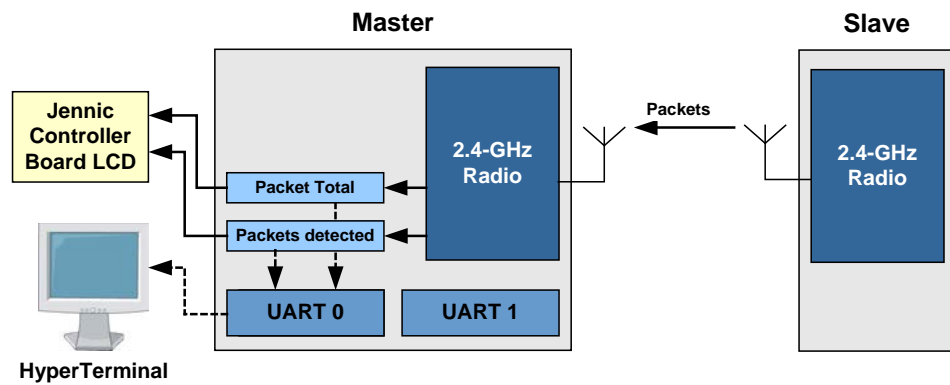 Master
Slave
Jennic
Controller
Board LCD
2.4-GHz
Radio
Packets
2.4-GHz
Radio
Packet Total
Packets detected
UART 0
UART 1
HyperTerminal